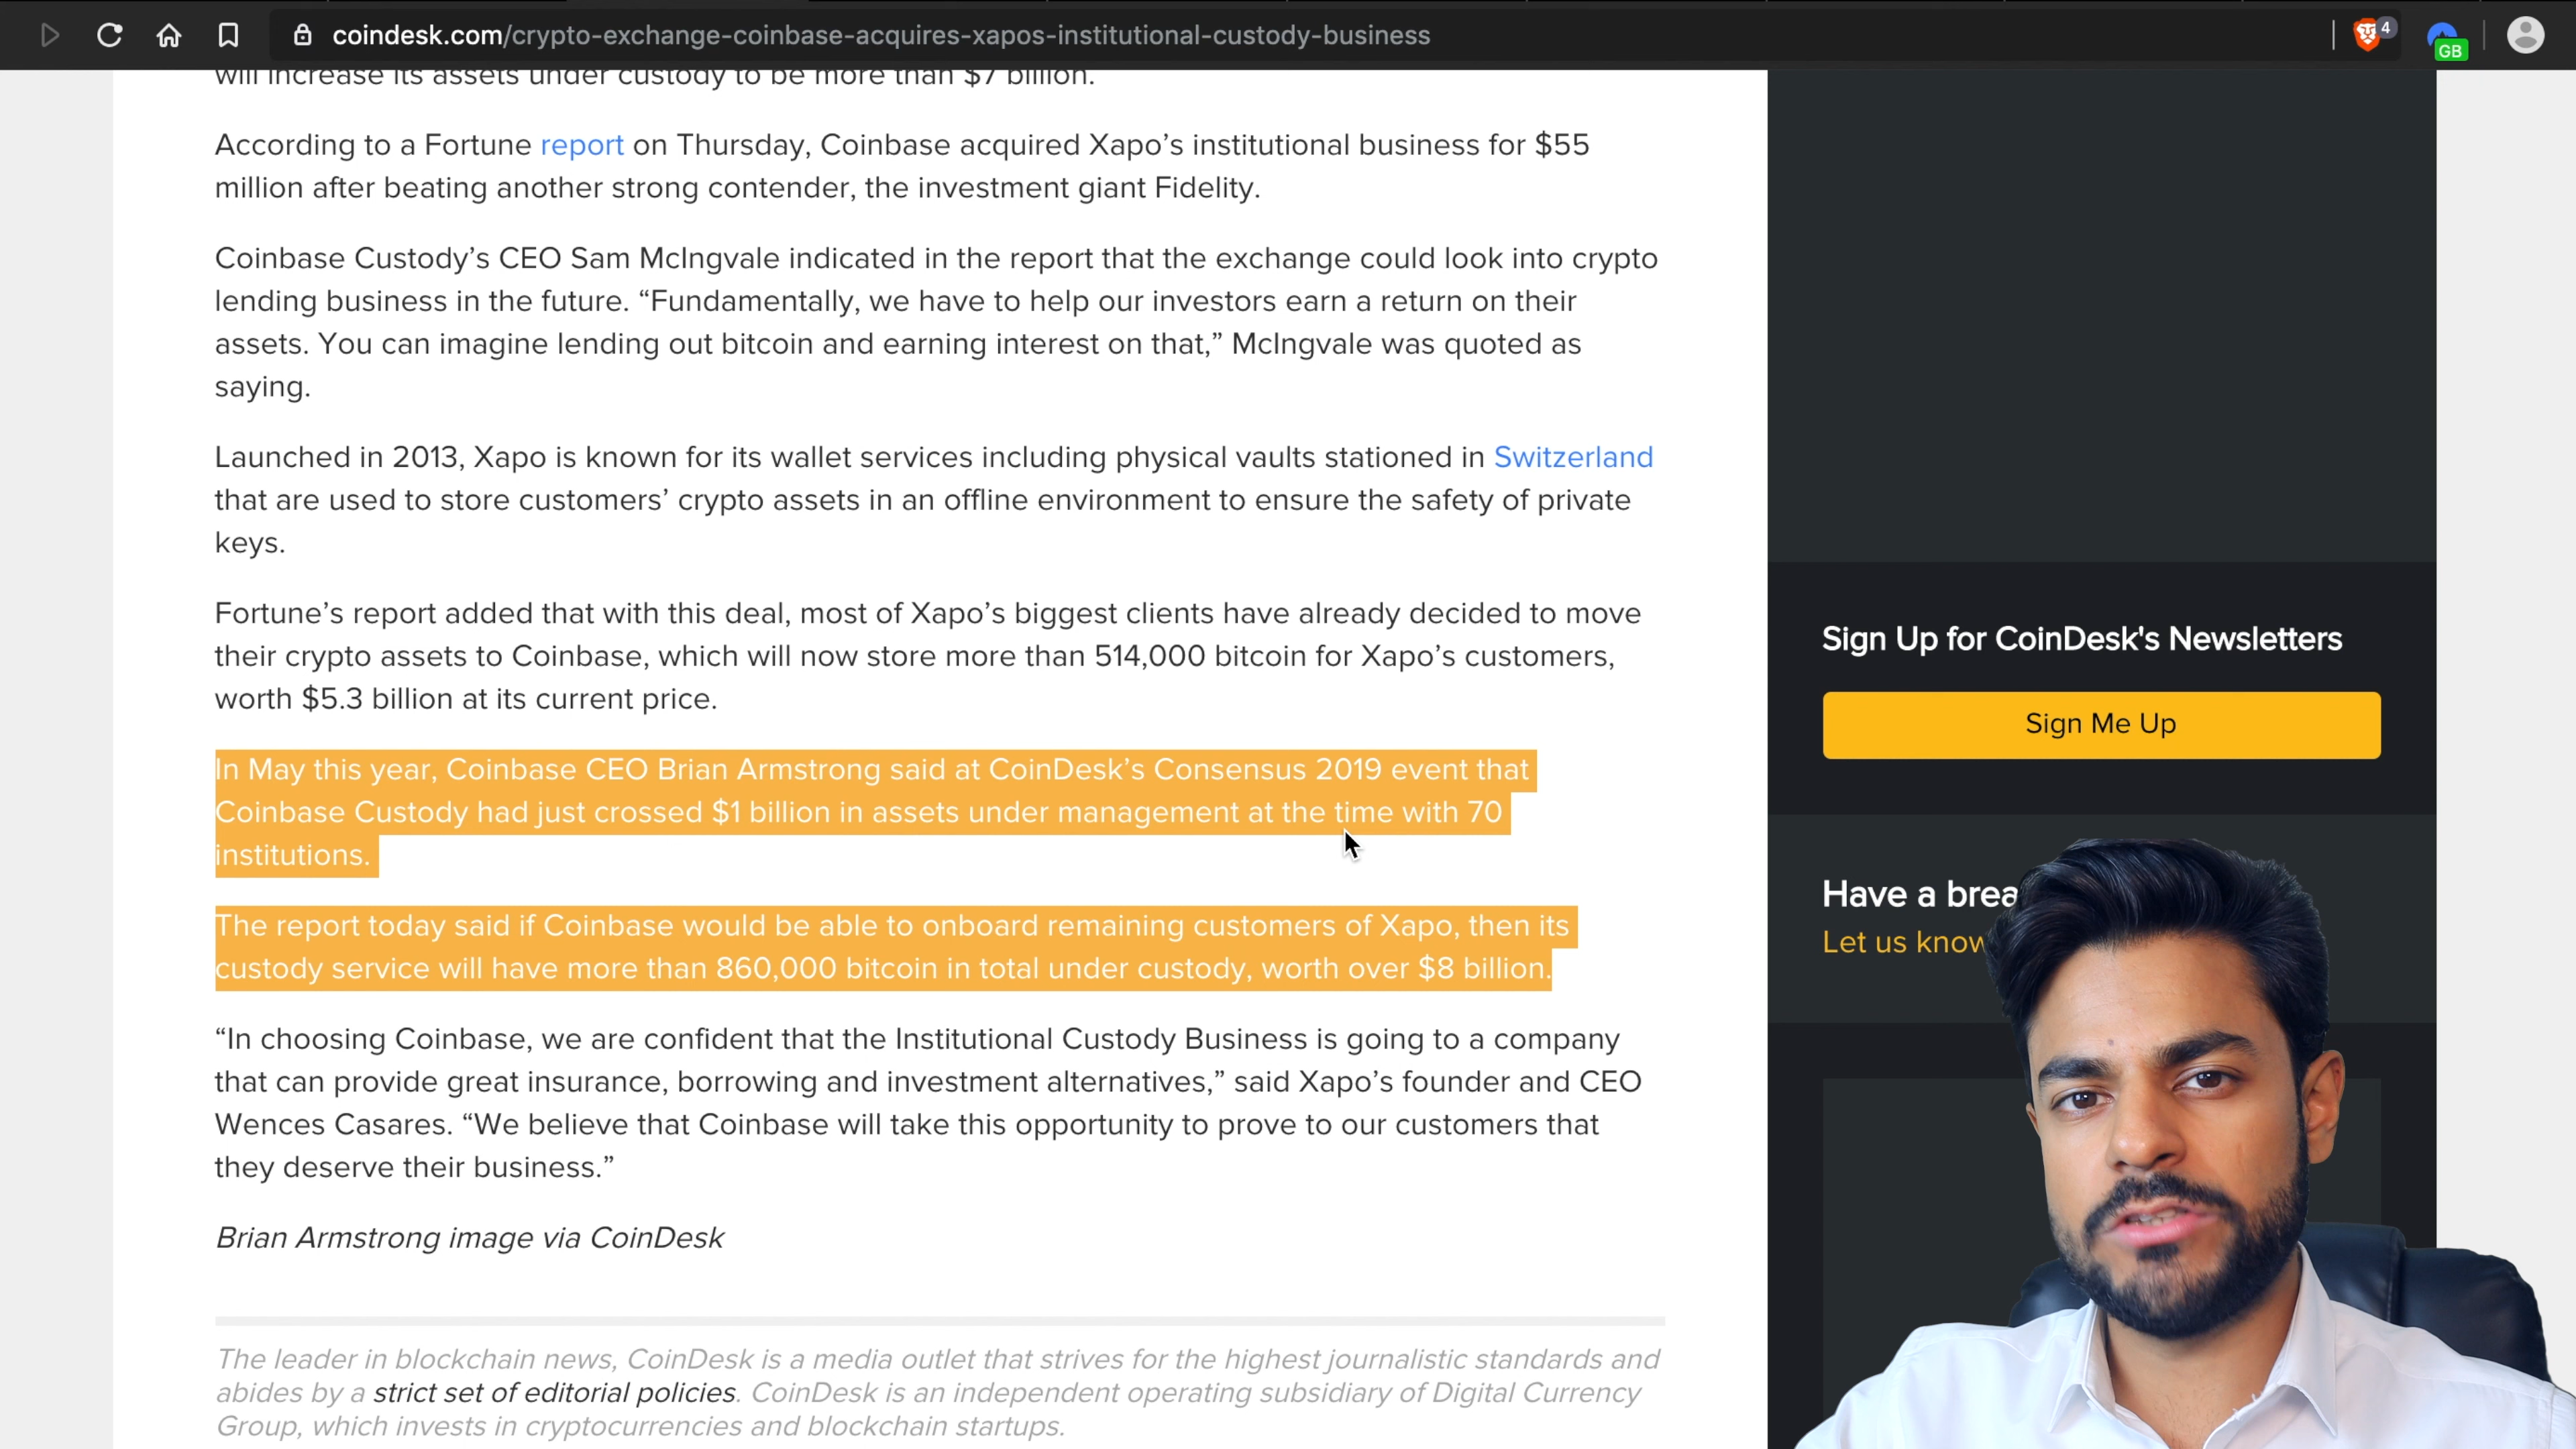 coindesk.com/crypto-exchange-coinbase-acquires-xapos-institutional-custody-business
4
GB
will increase its assets under custody to be more than $7 billion.
According to a Fortune report on Thursday, Coinbase acquired Xapo’s institutional business for $55
million after beating another strong contender, the investment giant Fidelity.
Coinbase Custody’s CEO Sam McIngvale indicated in the report that the exchange could look into crypto
lending business in the future. “Fundamentally, we have to help our investors earn a return on their
assets. You can imagine lending out bitcoin and earning interest on that,” McIngvale was quoted as
saying.
Launched in 2013, Xapo is known for its wallet services including physical vaults stationed in Switzerland
that are used to store customers’ crypto assets in an offline environment to ensure the safety of private
keys.
Fortune’s report added that with this deal, most of Xapo’s biggest clients have already decided to move
their crypto assets to Coinbase, which will now store more than 514,000 bitcoin for Xapo’s customers,
worth $5.3 billion at its current price.
In May this year, Coinbase CEO Brian Armstrong said at CoinDesk’s Consensus 2019 event that
Coinbase Custody had just crossed $1 billion in assets under management at the time with 70
institutions.
The report today said if Coinbase would be able to onboard remaining customers of Xapo, then its
custody service will have more than 860,000 bitcoin in total under custody, worth over $8 billion.
“In choosing Coinbase, we are confident that the Institutional Custody Business is going to a company
that can provide great insurance, borrowing and investment alternatives,” said Xapo’s founder and CEO
Wences Casares. “We believe that Coinbase will take this opportunity to prove to our customers that
they deserve their business.”
Brian Armstrong image via CoinDesk
The leader in blockchain news, CoinDesk is a media outlet that strives for the highest journalistic standards and
abides by a strict set of editorial policies. CoinDesk is an independent operating subsidiary of Digital Currency
Group, which invests in cryptocurrencies and blockchain startups.
Sign Up for CoinDesk's Newsletters
Sign Me Up
Have a brea
Let us know